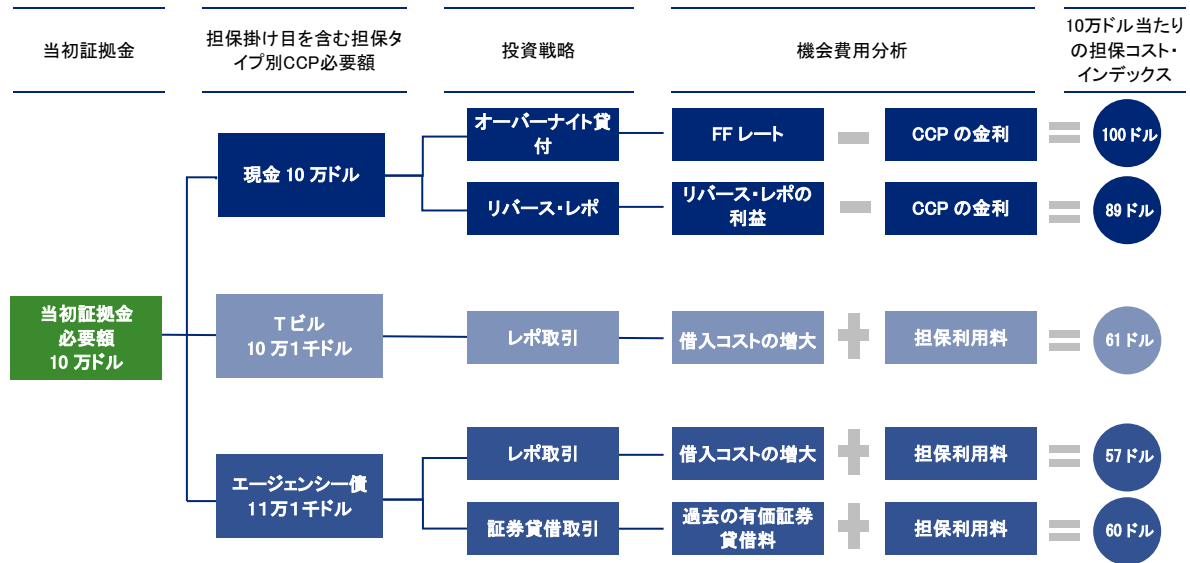 当初証拠金
担保掛け目を含む担保タ
イプ別CCP必要額
投資戦略
機会費用分析
10万ドル当たり
の担保コスト・
インデックス
当初証拠金
必要額
10 万ドル
現金 10 万ドル
オーバーナイト貸
付
FF レート
CCP の金利
100 ドル
リバース・レポ
リバース・レポの
利益
CCP の金利
89 ドル
T ビル
10 万1 千ドル
レポ取引
借入コストの増大
担保利用料
61 ドル
エージェンシー債
11万1 千ドル
レポ取引
借入コストの増大
担保利用料
57 ドル
証券貸借取引
過去の有価証券
貸借料
担保利用料
60 ドル